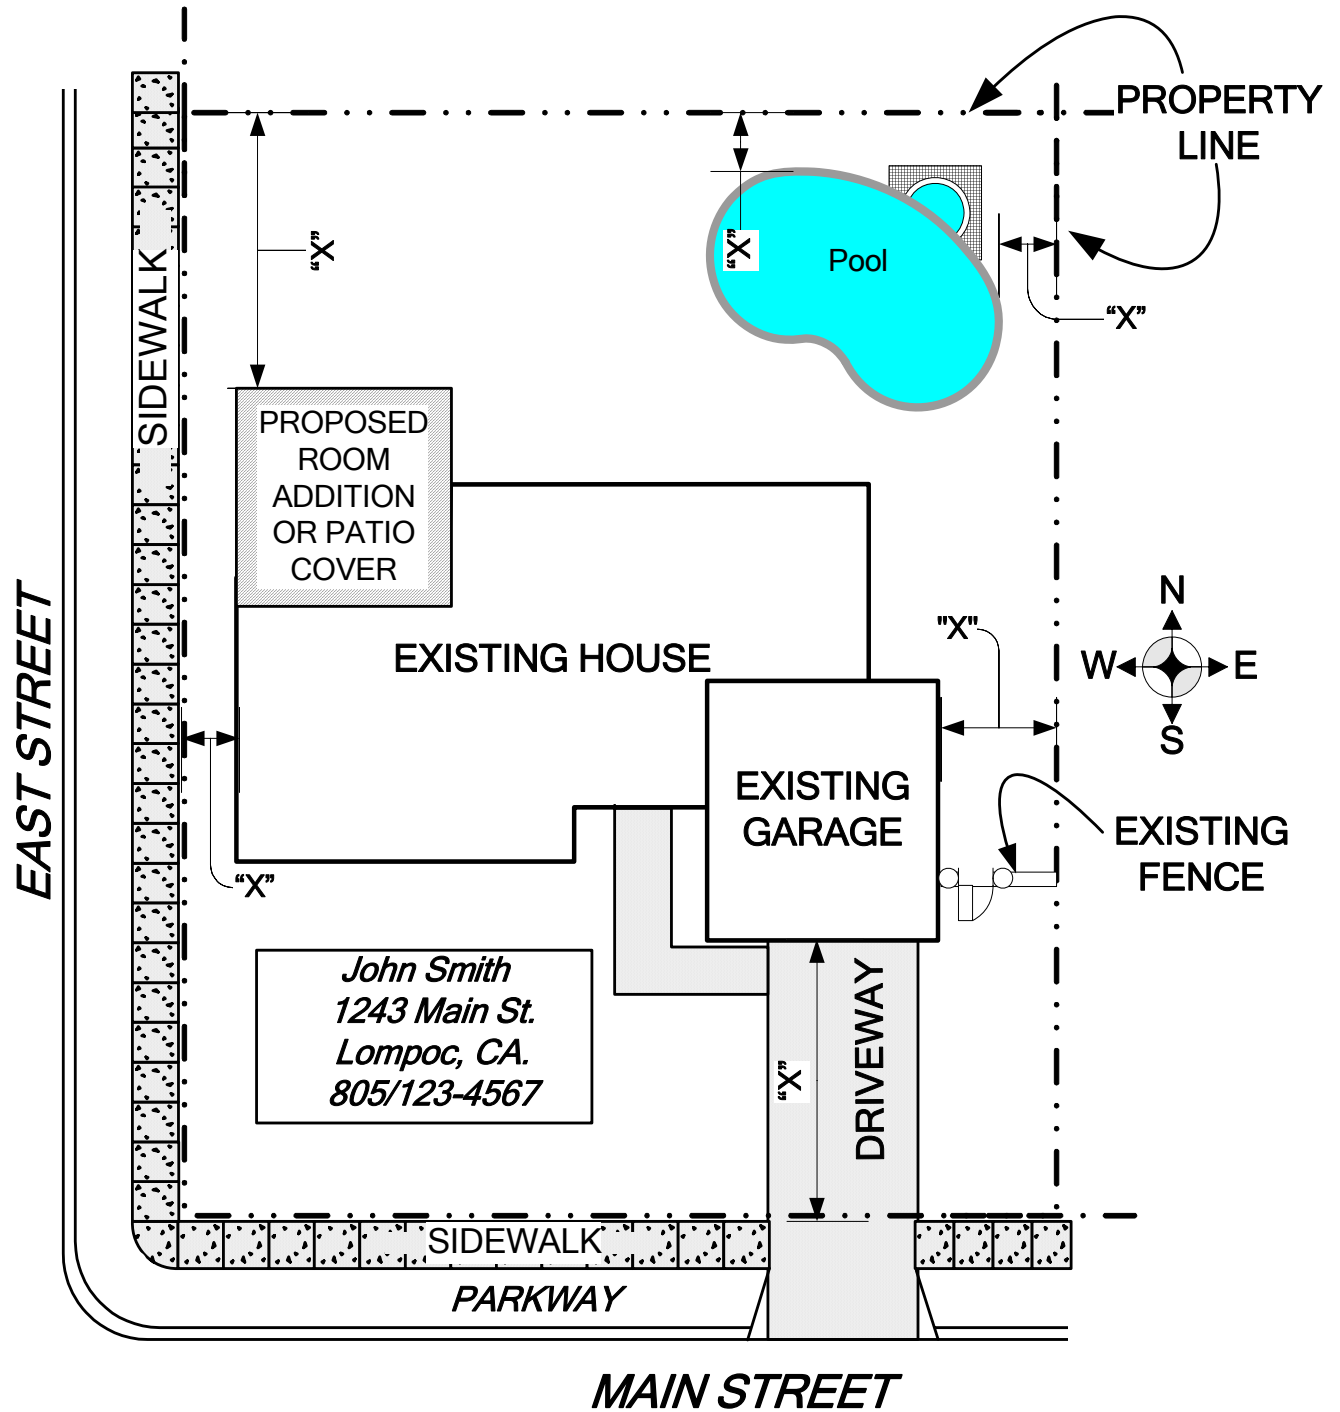 PROPERTY
LINE
“X”
“X”
Pool
“X”
SIDEWALK
PROPOSED
ROOM
ADDITION
OR PATIO
COVER
EAST STREET
EXISTING HOUSE
"X"
N
W
E
S
EXISTING
GARAGE
EXISTING
FENCE
“X”
John Smith
1243 Main St.
Lompoc, CA.
805/123-4567
“X”
DRIVEWAY
SIDEWALK
PARKWAY
MAIN STREET